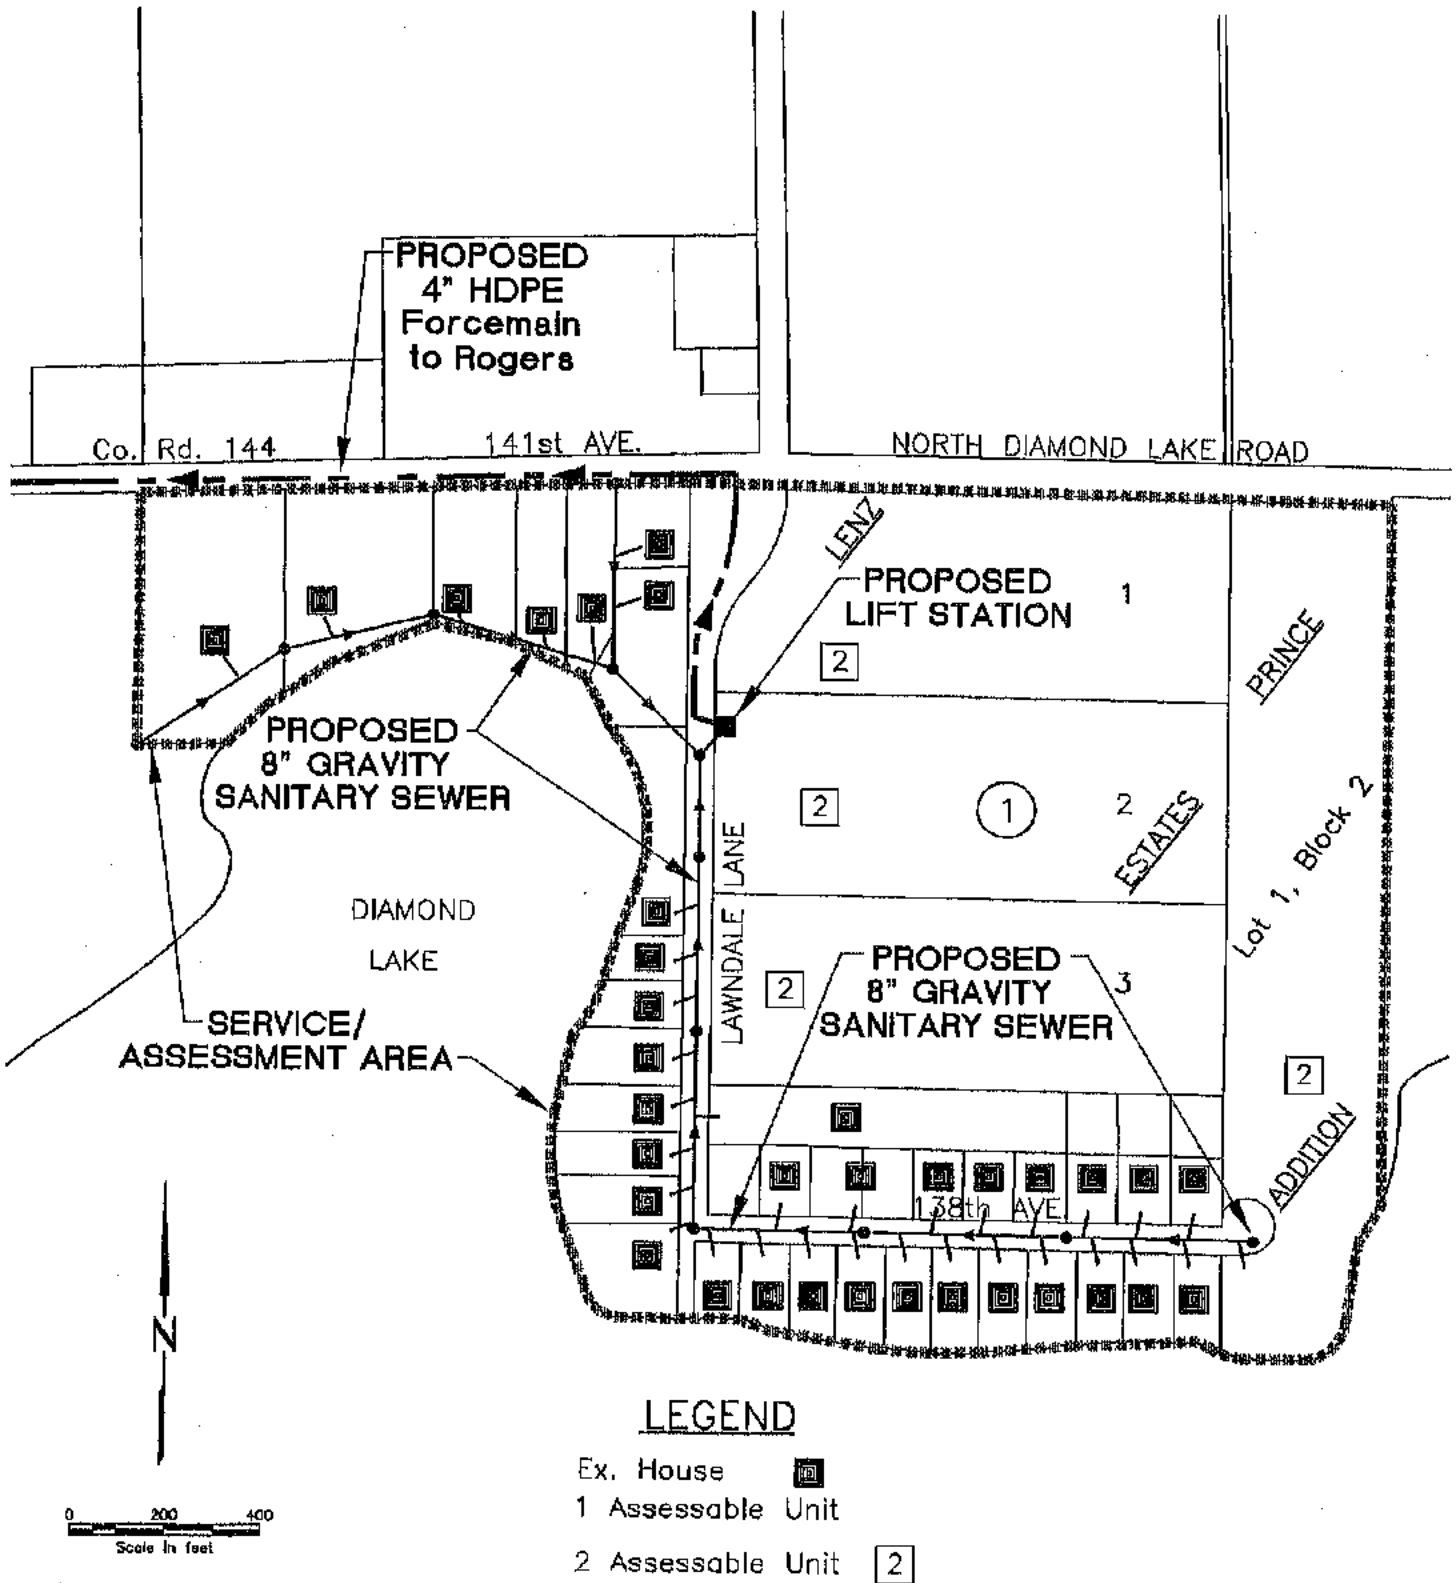 PROPOSED
4" HDPE
Forcemain
to Rogers
Co. Rd. 144
141st AVE.
NORTH DIAMOND LAKE ROAD
LENZ
PROPOSED
LIFT STATION
1
2
PRINCE
PROPOSED
8" GRAVITY
SANITARY SEWER
2
1
2
ESTATES
Lot 1, Block 2
LAWNDALE LANE
DIAMOND
LAKE
2
PROPOSED
8" GRAVITY
SANITARY SEWER
3
SERVICE/
ASSESSMENT AREA
2
ADDITION
138th AVE
N
LEGEND
Ex. House
1 Assessable Unit
2 Assessable Unit 2
0 200 400
Scale in feet